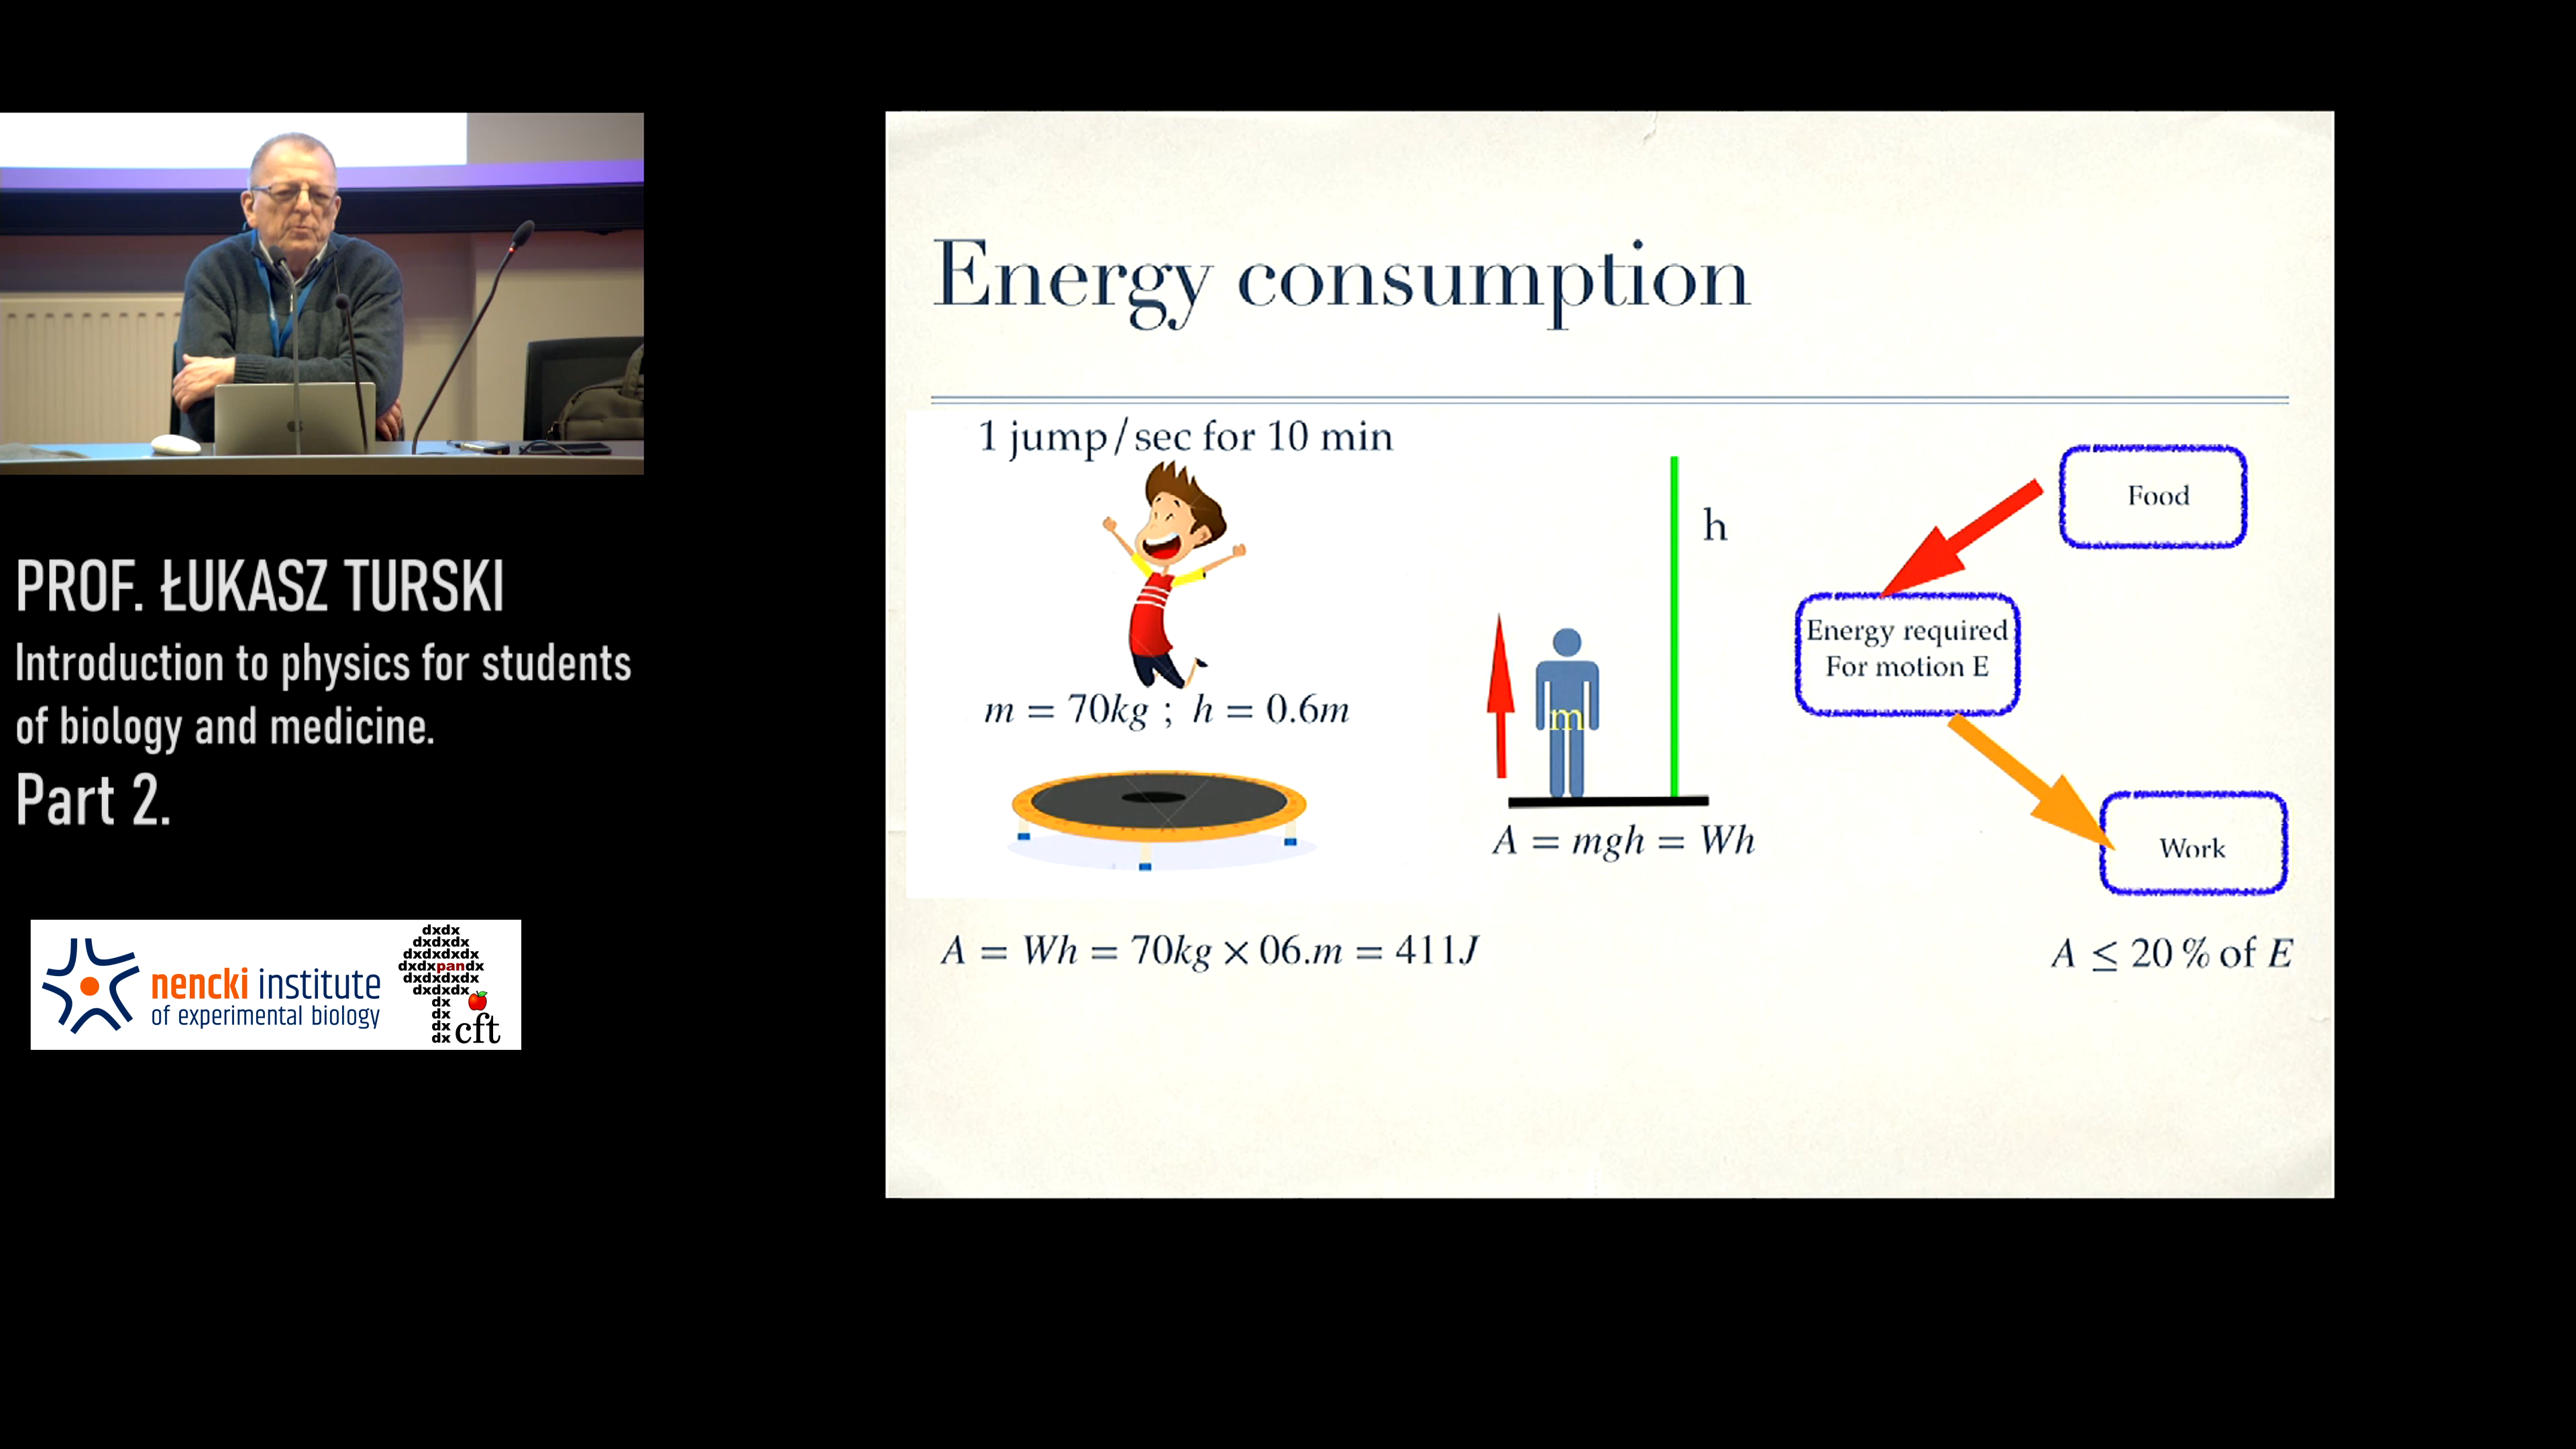 PROF. ŁUKASZ TURSKI
Introduction to physics for students
of biology and medicine.
Part 2.
nencki institute
of experimental biology
dxdx
dxdxdx
dxdxdxdx
dxdxpandx
dxdxdxdx
dxdxdx
dx
dx
dx
dx
cft
Energy consumption
1 jump/sec for 10 min
m = 70kg ; h = 0.6m
h
m
A = mgh = Wh
Food
Energy required
For motion E
Work
A = Wh = 70kg × 06.m = 411J
A ≤ 20 % of E